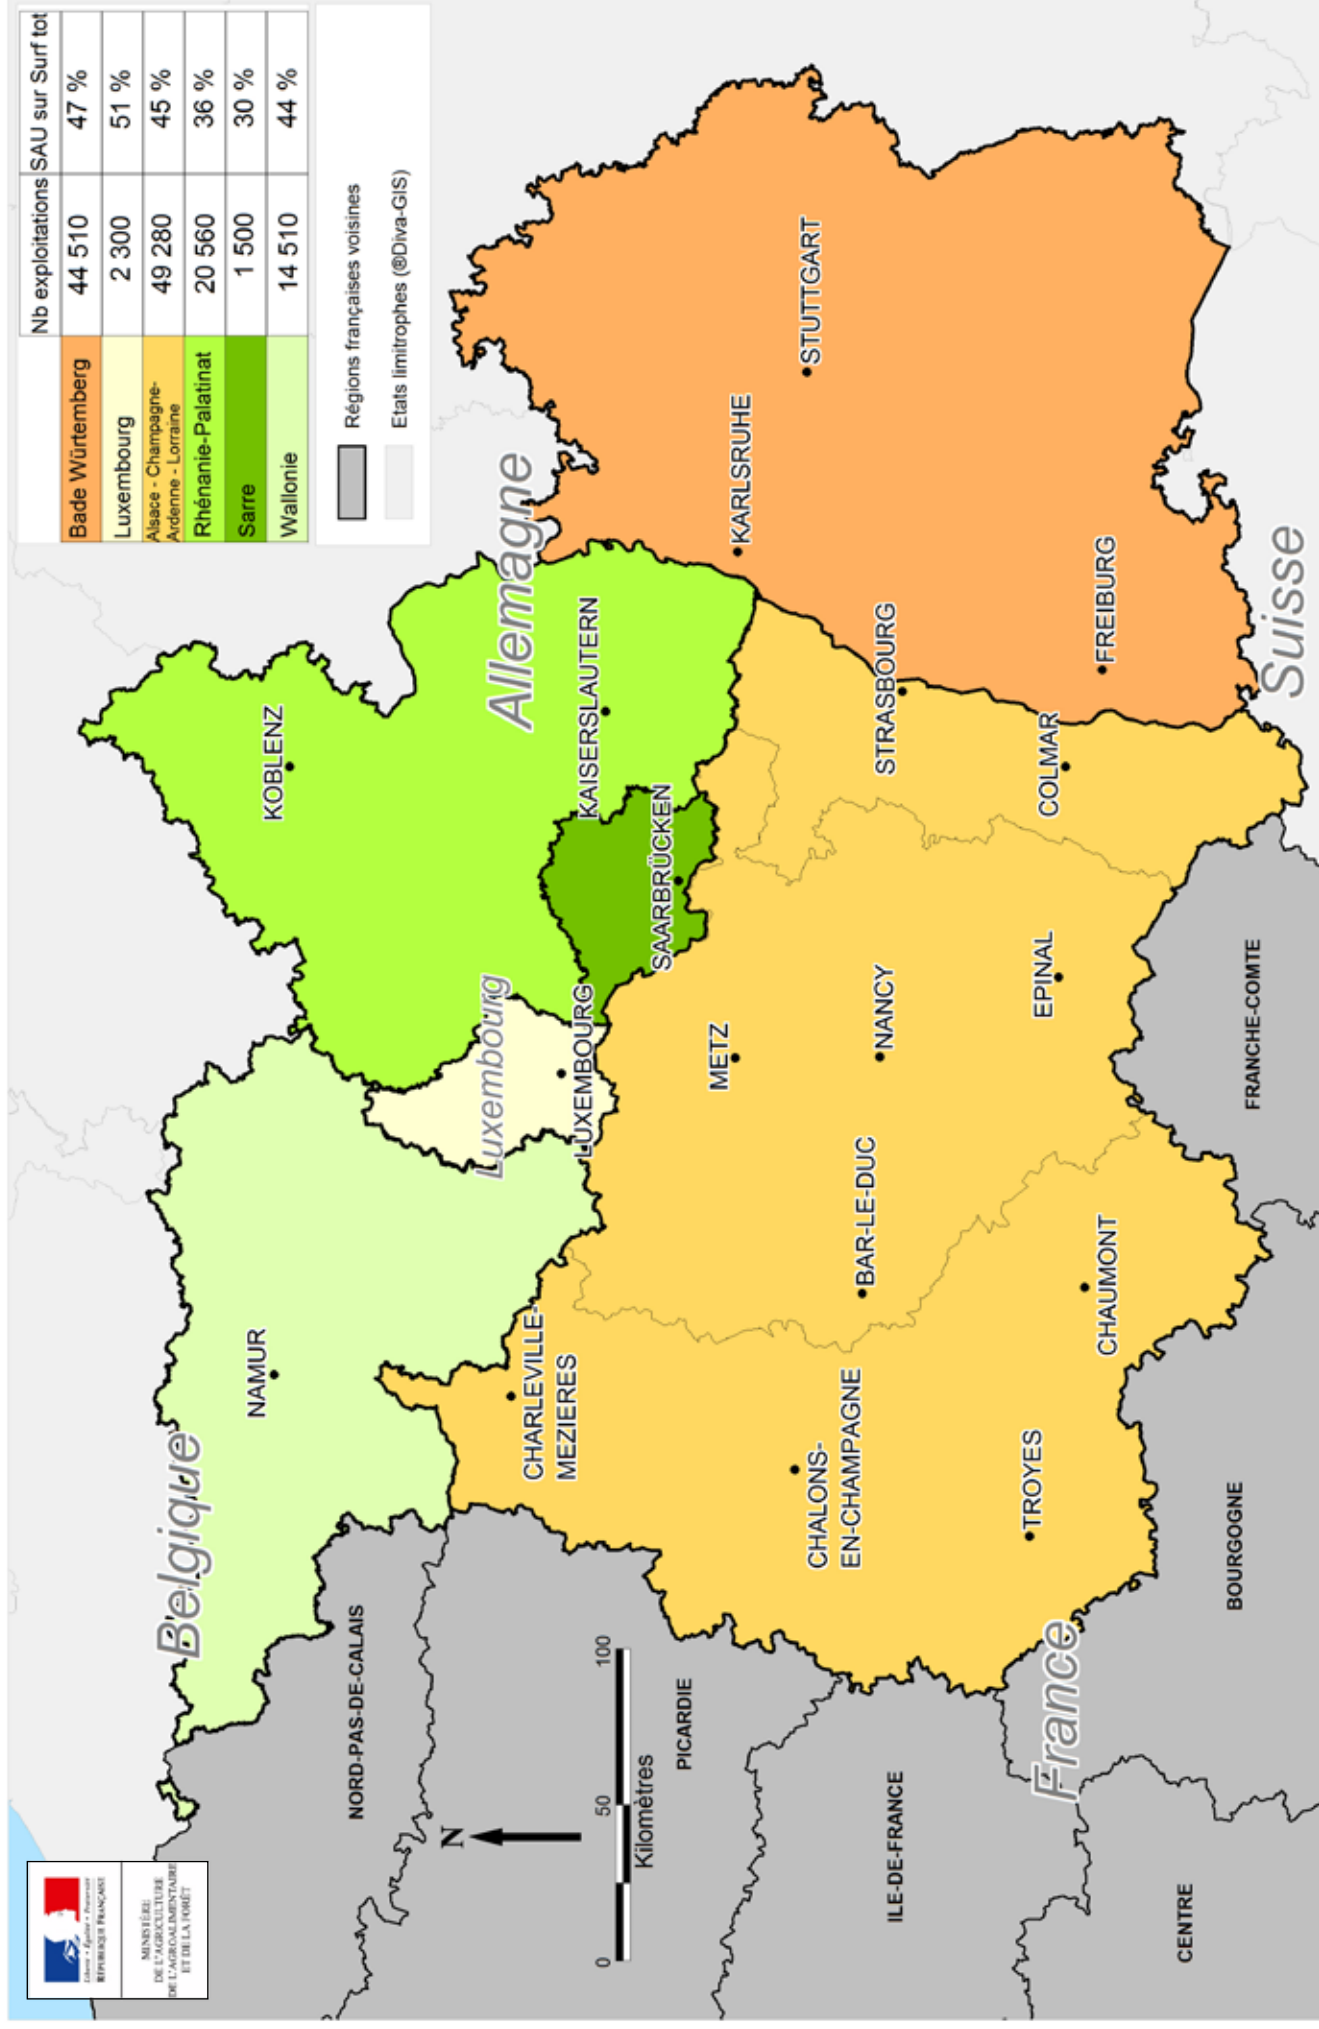 Liberté • Égalité • Fraternité
RÉPUBLIQUE FRANÇAISE
MINISTÈRE
DE L'AGRICULTURE
DE L'AGROALIMENTAIRE
ET DE LA FORÊT
Nb exploitations SAU sur Surf tot
Bade Würtemberg 44 510 47 %
Luxembourg 2 300 51 %
Alsace - Champagne-
Ardenne - Lorraine 49 280 45 %
Rhénanie-Palatinat 20 560 36 %
Sarre 1 500 30 %
Wallonie 14 510 44 %
Régions françaises voisines
Etats limitrophes (®Diva-GIS)
Belgique
NAMUR
KOBLENZ
NORD-PAS-DE-CALAIS
Luxembourg
Allemagne
N
CHARLEVILLE-
MEZIERES
LUXEMBOURG
KAISERSLAUTERN
0 50 100
Kilomètres
SAARBRÜCKEN
PICARDIE
METZ
KARLSRUHE
STUTTGART
CHALONS-
EN-CHAMPAGNE
BAR-LE-DUC
NANCY
STRASBOURG
ILE-DE-FRANCE
TROYES
EPINAL
COLMAR
France
CHAUMONT
FREIBURG
CENTRE
BOURGOGNE
FRANCHE-COMTE
Suisse